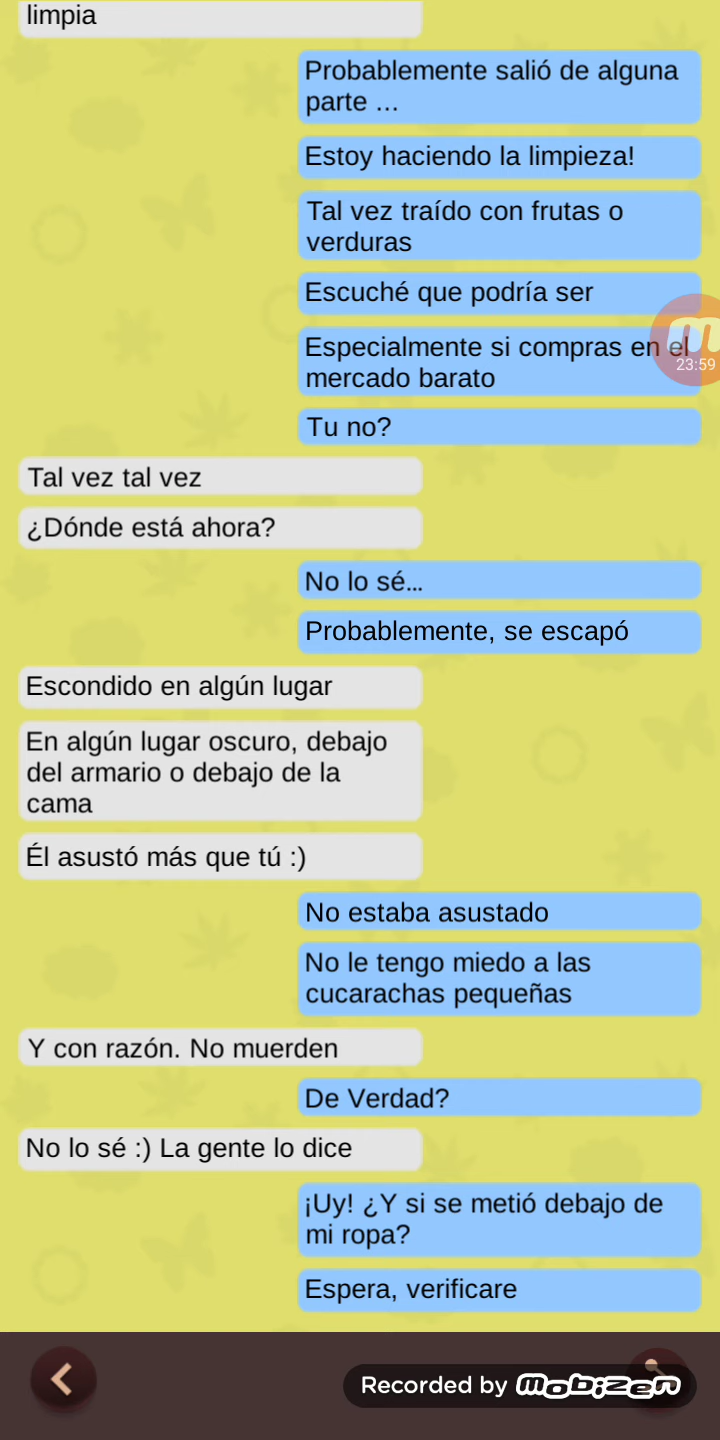 limpia
Probablemente salió de alguna
parte ...
Estoy haciendo la limpieza!
Tal vez traído con frutas o
verduras
Escuché que podría ser
Especialmente si compras en el
mercado barato
23:59
Tu no?
Tal vez tal vez
¿Dónde está ahora?
No lo sé...
Probablemente, se escapó
Escondido en algún lugar
En algún lugar oscuro, debajo
del armario o debajo de la
cama
Él asustó más que tú :)
No estaba asustado
No le tengo miedo a las
cucarachas pequeñas
Y con razón. No muerden
De Verdad?
No lo sé :) La gente lo dice
¡Uy! ¿Y si se metió debajo de
mi ropa?
Espera, verificare
Recorded by mobizen